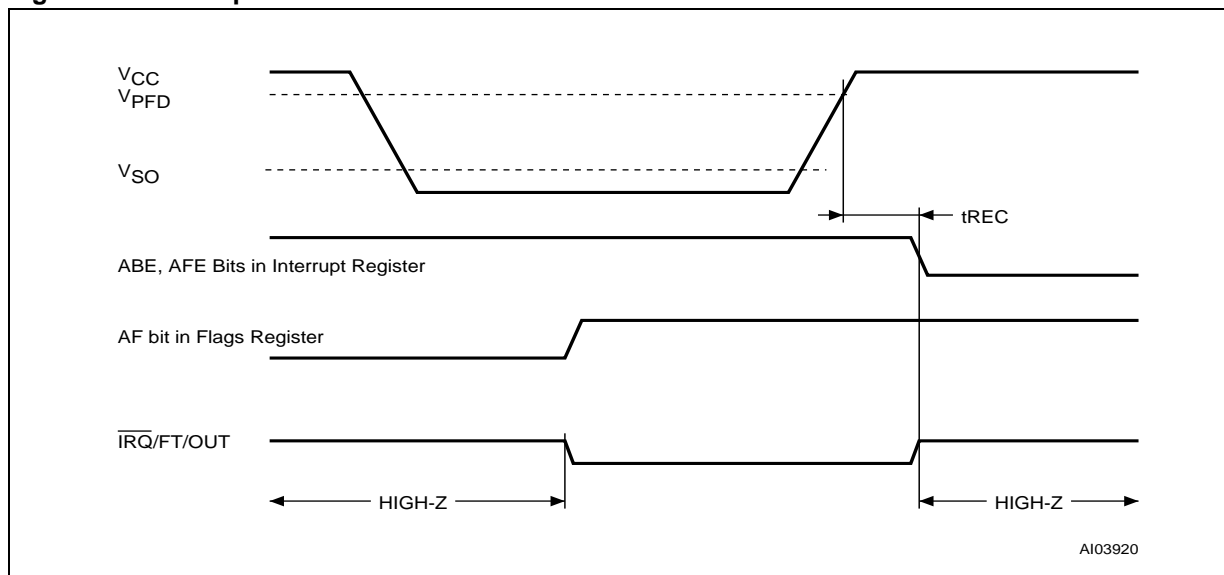 VCC
VPFD
VSO
tREC
ABE, AFE Bits in Interrupt Register
AF bit in Flags Register
IRQ/FT/OUT
HIGH-Z
HIGH-Z
AI03920